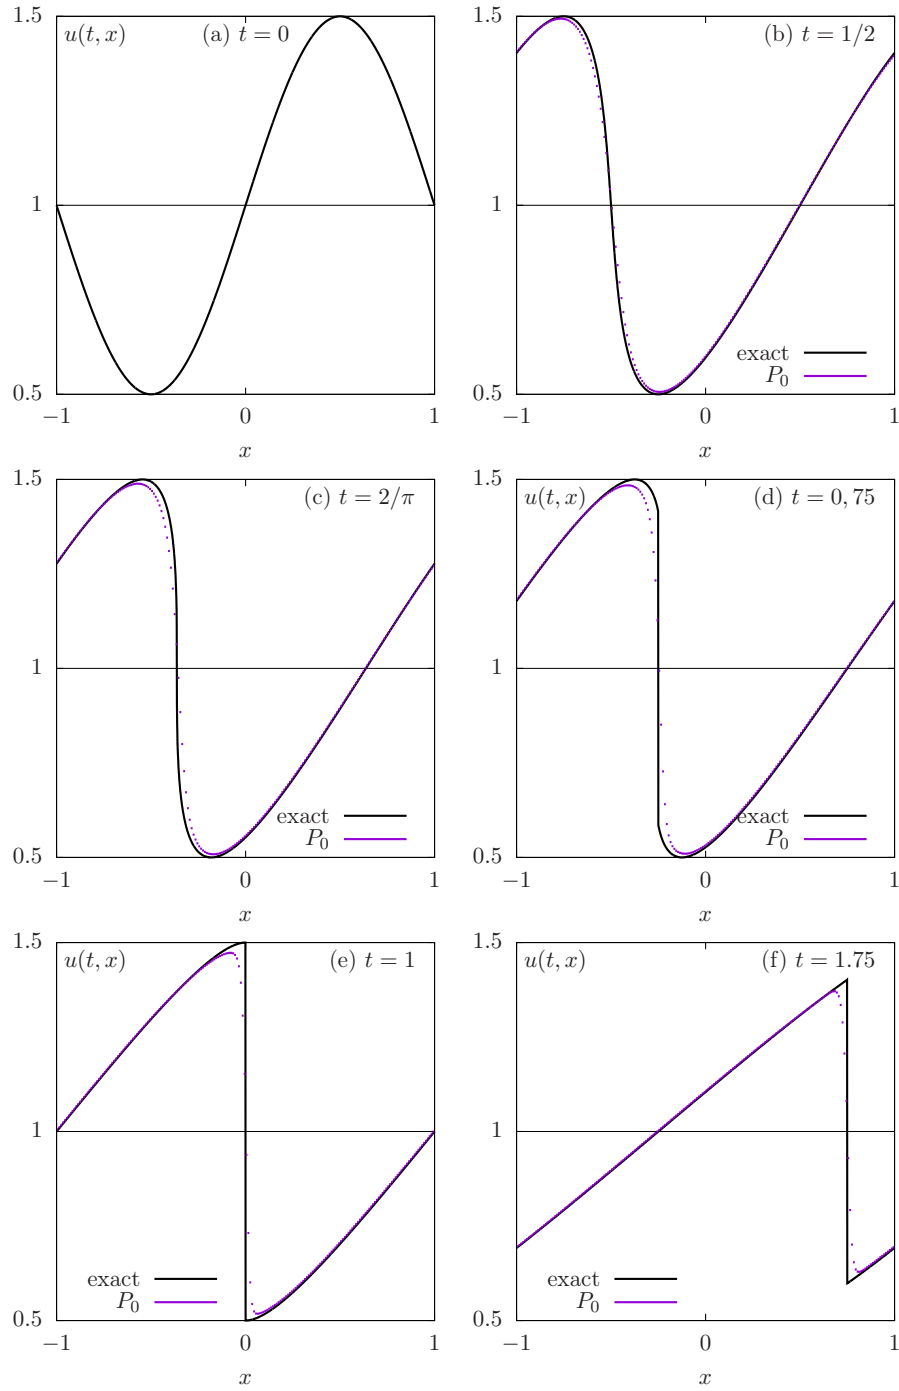 1.5
u(t, x)
(a) t = 0
1
0.5
−1
0
1
x
1.5
(b) t = 1/2
1
exact
P₀
0.5
−1
0
1
x
1.5
(c) t = 2/π
1
exact
P₀
0.5
−1
0
1
x
1.5
u(t, x)
(d) t = 0, 75
1
exact
P₀
0.5
−1
0
1
x
1.5
u(t, x)
(e) t = 1
1
exact
P₀
0.5
−1
0
1
x
1.5
u(t, x)
(f) t = 1.75
1
exact
P₀
0.5
−1
0
1
x